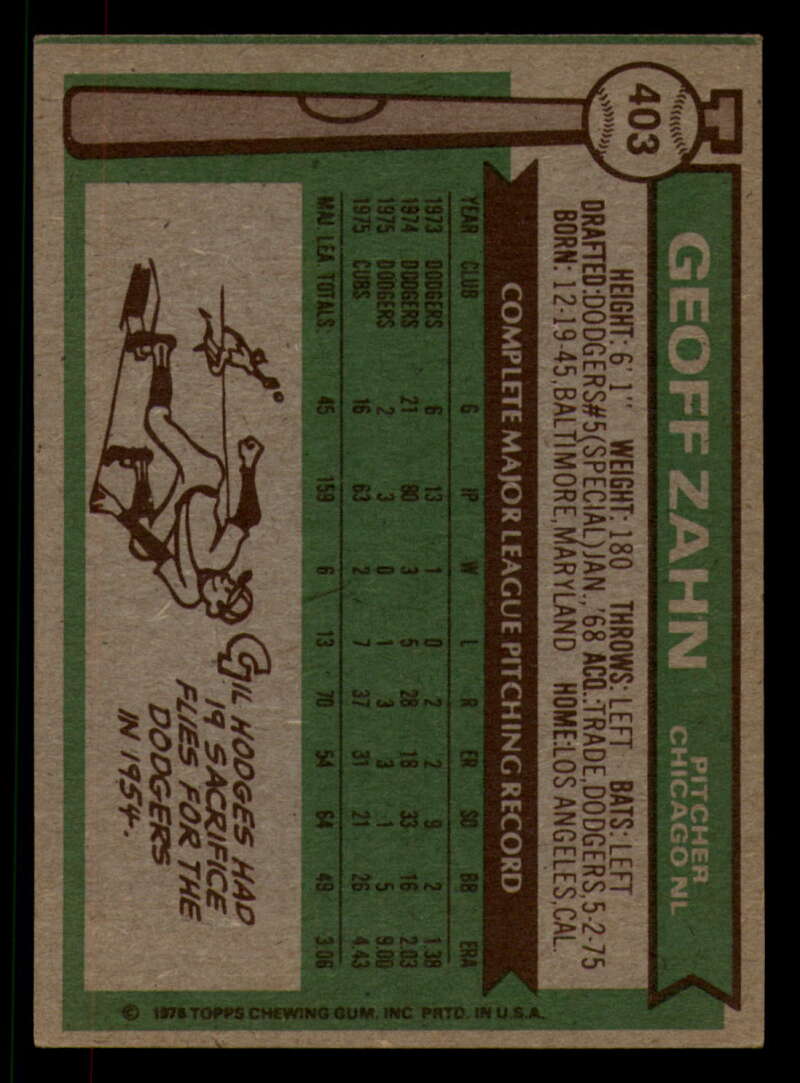 403
GEOFF ZAHN
PITCHER
CHICAGO NL
HEIGHT: 6'1" WEIGHT: 180 THROWS: LEFT BATS: LEFT
DRAFTED: DODGERS#5(SPECIAL)JAN., '68 ACQ.:TRADE, DODGERS, 5-2-75
BORN: 12-19-45, BALTIMORE, MARYLAND HOME: LOS ANGELES, CAL.
COMPLETE MAJOR LEAGUE PITCHING RECORD
YEAR CLUB G IP W L R ER SO BB ERA
1973 DODGERS 6 13 1 0 2 2 9 2 1.38
1974 DODGERS 21 80 3 5 28 18 33 16 2.03
1975 DODGERS 2 3 0 1 3 3 1 5 9.00
1975 CUBS 16 63 2 7 37 31 21 26 4.43
MAJ. LEA. TOTALS: 45 159 6 13 70 54 64 49 3.06
GIL HODGES HAD
19 SACRIFICE
FLIES FOR THE
DODGERS
IN 1954.
© 1976 TOPPS CHEWING GUM, INC. PRTD. IN U.S.A.